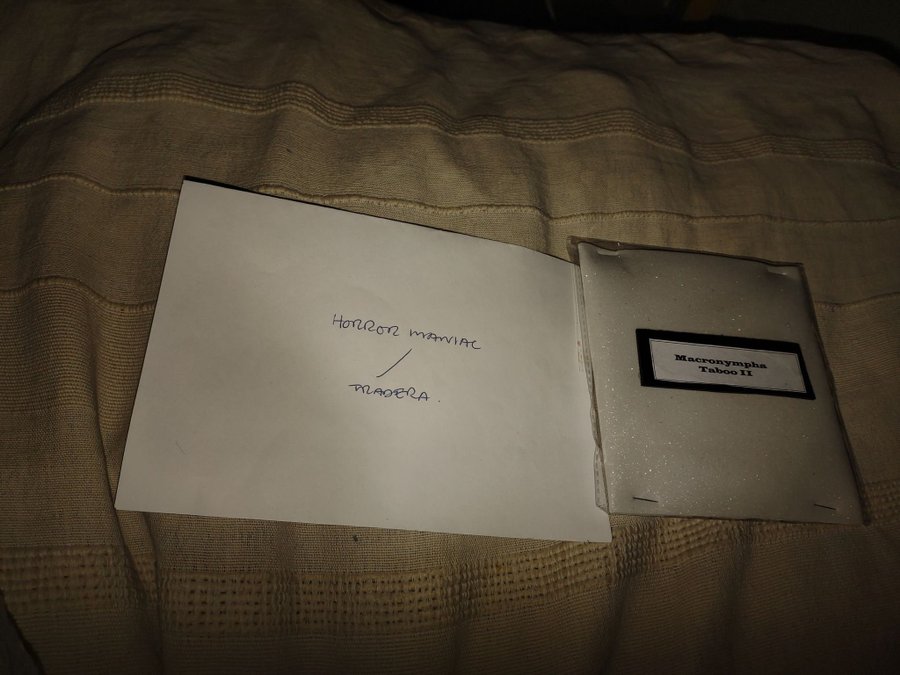 HORROR MANIAC
/
TRADERA.
Macronympha
Taboo II